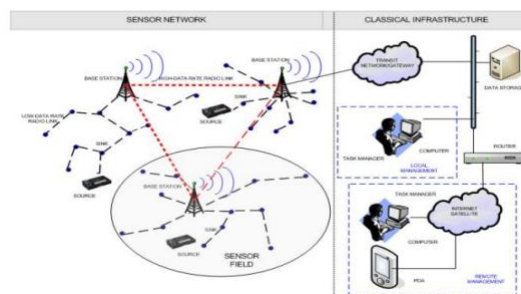 SENSOR NETWORK
CLASSICAL INFRASTRUCTURE
BASE STATION
HIGH-DATA RATE RADIO LINK
BASE STATION
TRANSIT
NETWORK/GATEWAY
DATA STORAGE
LOW-DATA RATE
RADIO LINK
SINK
SOURCE
SINK
SOURCE
COMPUTER
TASK MANAGER
LOCAL
MANAGEMENT
ROUTER
BASE STATION
SINK
SOURCE
SENSOR
FIELD
TASK MANAGER
INTERNET
SATELLITE
COMPUTER
PDA
REMOTE
MANAGEMENT